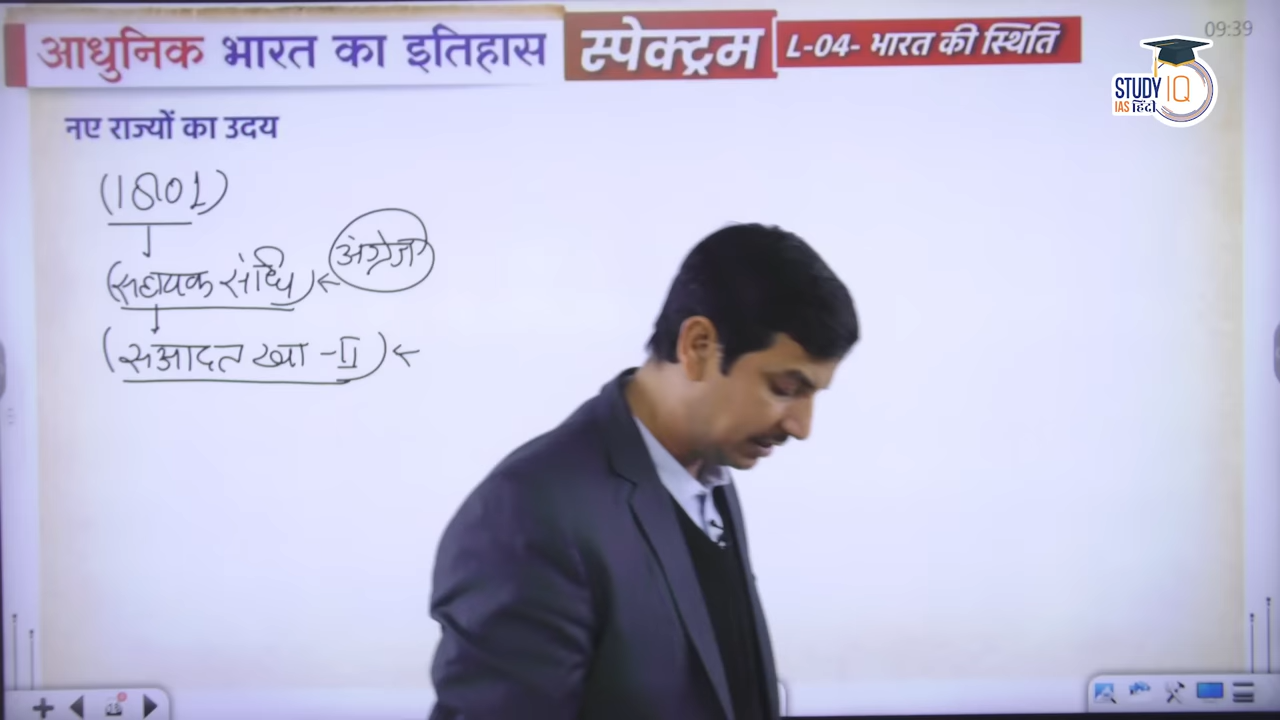 आधुनिक भारत का इतिहास स्पेक्ट्रम L-04- भारत की स्थिति
09:39
STUDY IQ
IAS हिंदी
नए राज्यों का उदय
(1801)
(सहायक संधि) ← अंग्रेज
(सआदत खा -II) ←